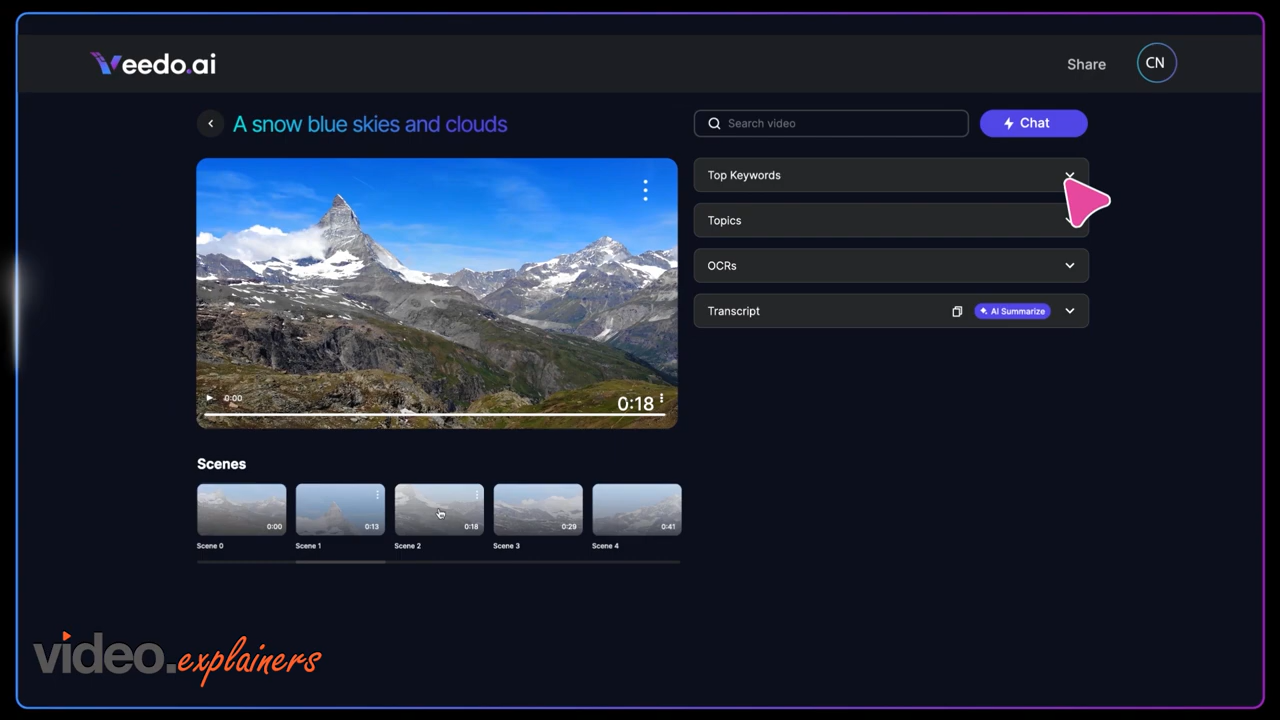 Veedo.ai
Share
CN
A snow blue skies and clouds
Search video
Chat
Top Keywords
Topics
OCRs
Transcript
AI Summarize
0:00
0:18
Scenes
0:00
0:13
0:18
0:29
0:41
Scene 0
Scene 1
Scene 2
Scene 3
Scene 4
video.explainers